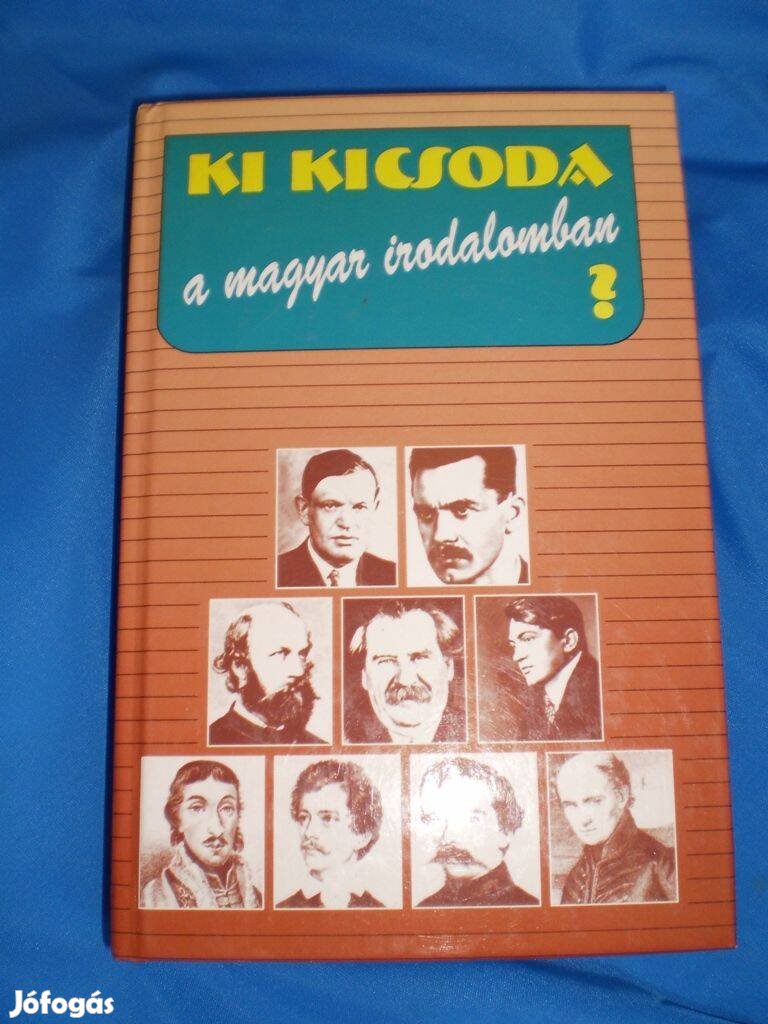 KI KICSODA
a magyar irodalomban
?
Jófogás